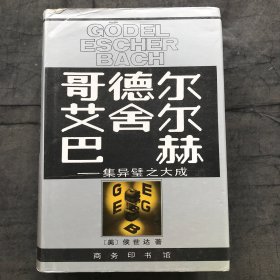 GÖDEL
ESCHER
BACH
哥德尔
艾舍尔
巴赫
——集异璧之大成
G E
E G
B
〔美〕侯世达 著
商务印书馆